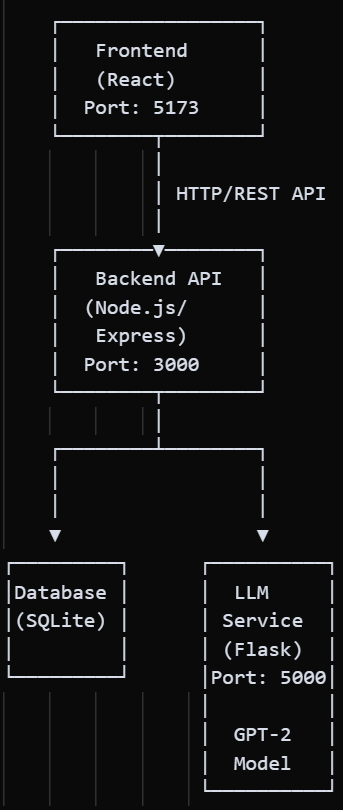 Frontend
(React)
Port: 5173
HTTP/REST API
Backend API
(Node.js/
Express)
Port: 3000
Database
(SQLite)
LLM
Service
(Flask)
Port: 5000
GPT-2
Model